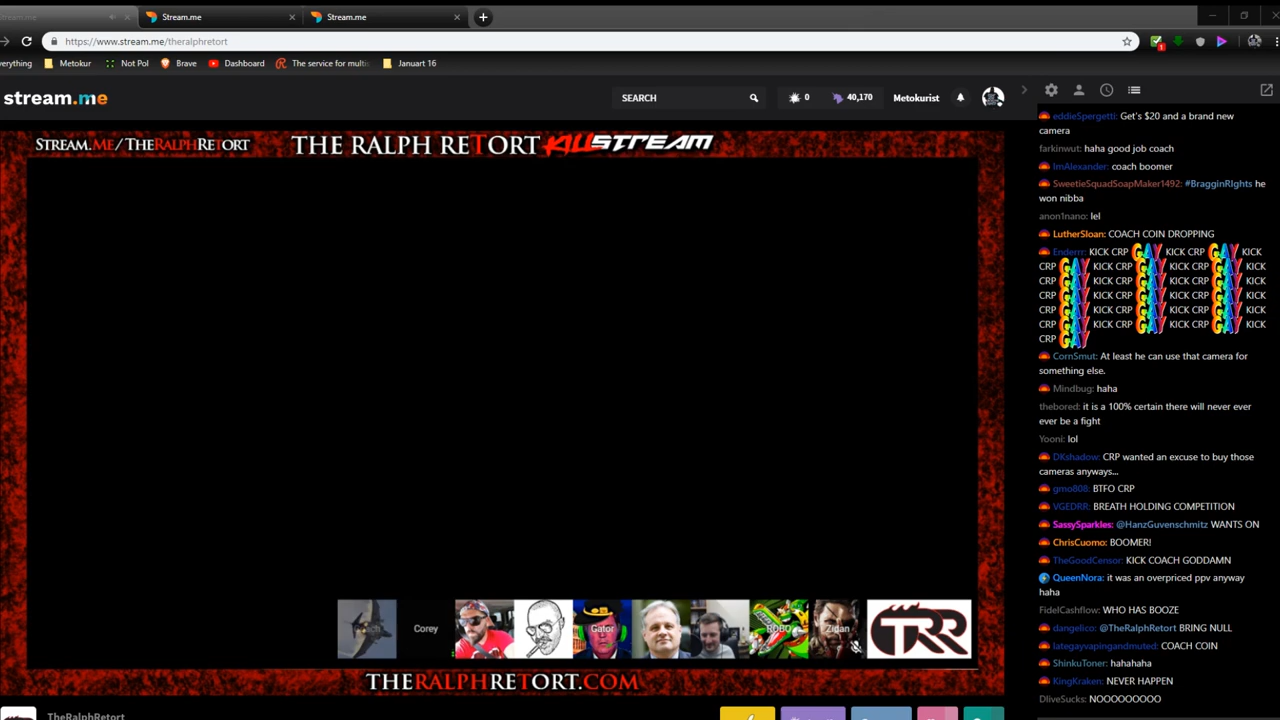 Stream.me
Stream.me
https://www.stream.me/theralphretort
Metokur
Not Pol
Brave
Dashboard
The service for multis
Januart 16
stream.me
SEARCH
0
40,170
Metokurist
STREAM.ME/THERALPHRETORT
THE RALPH RETORT KILLSTREAM
eddieSpergetti: Get's $20 and a brand new
camera
farkinwut: haha good job coach
ImAlexander: coach boomer
SweetieSquadSoapMaker1492: #BragginRIghts he
won nibba
anon1nano: lel
LutherSloan: COACH COIN DROPPING
Enderrr: KICK CRP GAY KICK CRP GAY KICK
CRP GAY KICK CRP GAY KICK CRP GAY KICK
CRP GAY KICK CRP GAY KICK CRP GAY KICK
CRP GAY KICK CRP GAY KICK CRP GAY KICK
CRP GAY KICK CRP GAY KICK CRP GAY KICK
CRP GAY KICK CRP GAY KICK CRP GAY KICK
CRP GAY
CornSmut: At least he can use that camera for
something else.
Mindbug: haha
thebored: it is a 100% certain there will never ever
ever be a fight
Yooni: lol
DKshadow: CRP wanted an excuse to buy those
cameras anyways...
gmo808: BTFO CRP
VGEDRR: BREATH HOLDING COMPETITION
SassySparkles: @HanzGuvenschmitz WANTS ON
ChrisCuomo: BOOMER!
TheGoodCensor: KICK COACH GODDAMN
QueenNora: it was an overpriced ppv anyway
haha
FidelCashflow: WHO HAS BOOZE
dangelico: @TheRalphRetort BRING NULL
lategayvapingandmuted: COACH COIN
ShinkuToner: hahahaha
KingKraken: NEVER HAPPEN
DliveSucks: NOOOOOOOOO
Corey
Gator
ROBO
Zidan
TRR
THERALPHRETORT.COM
TheRalphRetort